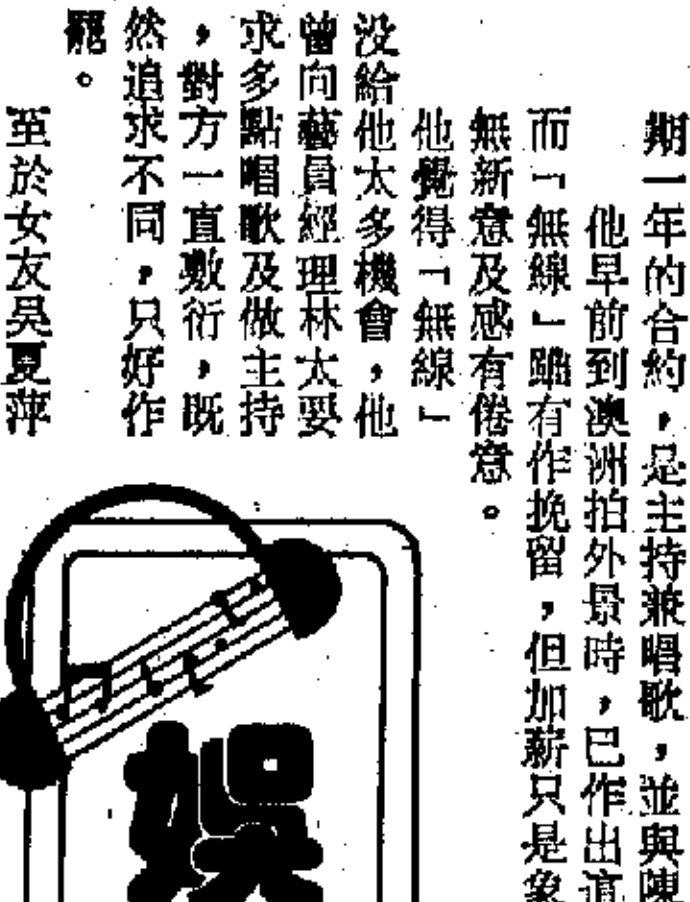 期一年的合約，是主持兼唱歌，並與陳
他早前到澳洲拍外景時，已作出這
而「無線」雖有作挽留，但加薪只是象
無新意及感有倦意。
他覺得「無線」
没給他太多機會，他
曾向藝員經理林太要
求多點唱歌及做主持
，對方一直敷衍，既
然追求不同，只好作
罷。
至於女友吳夏萍
娛